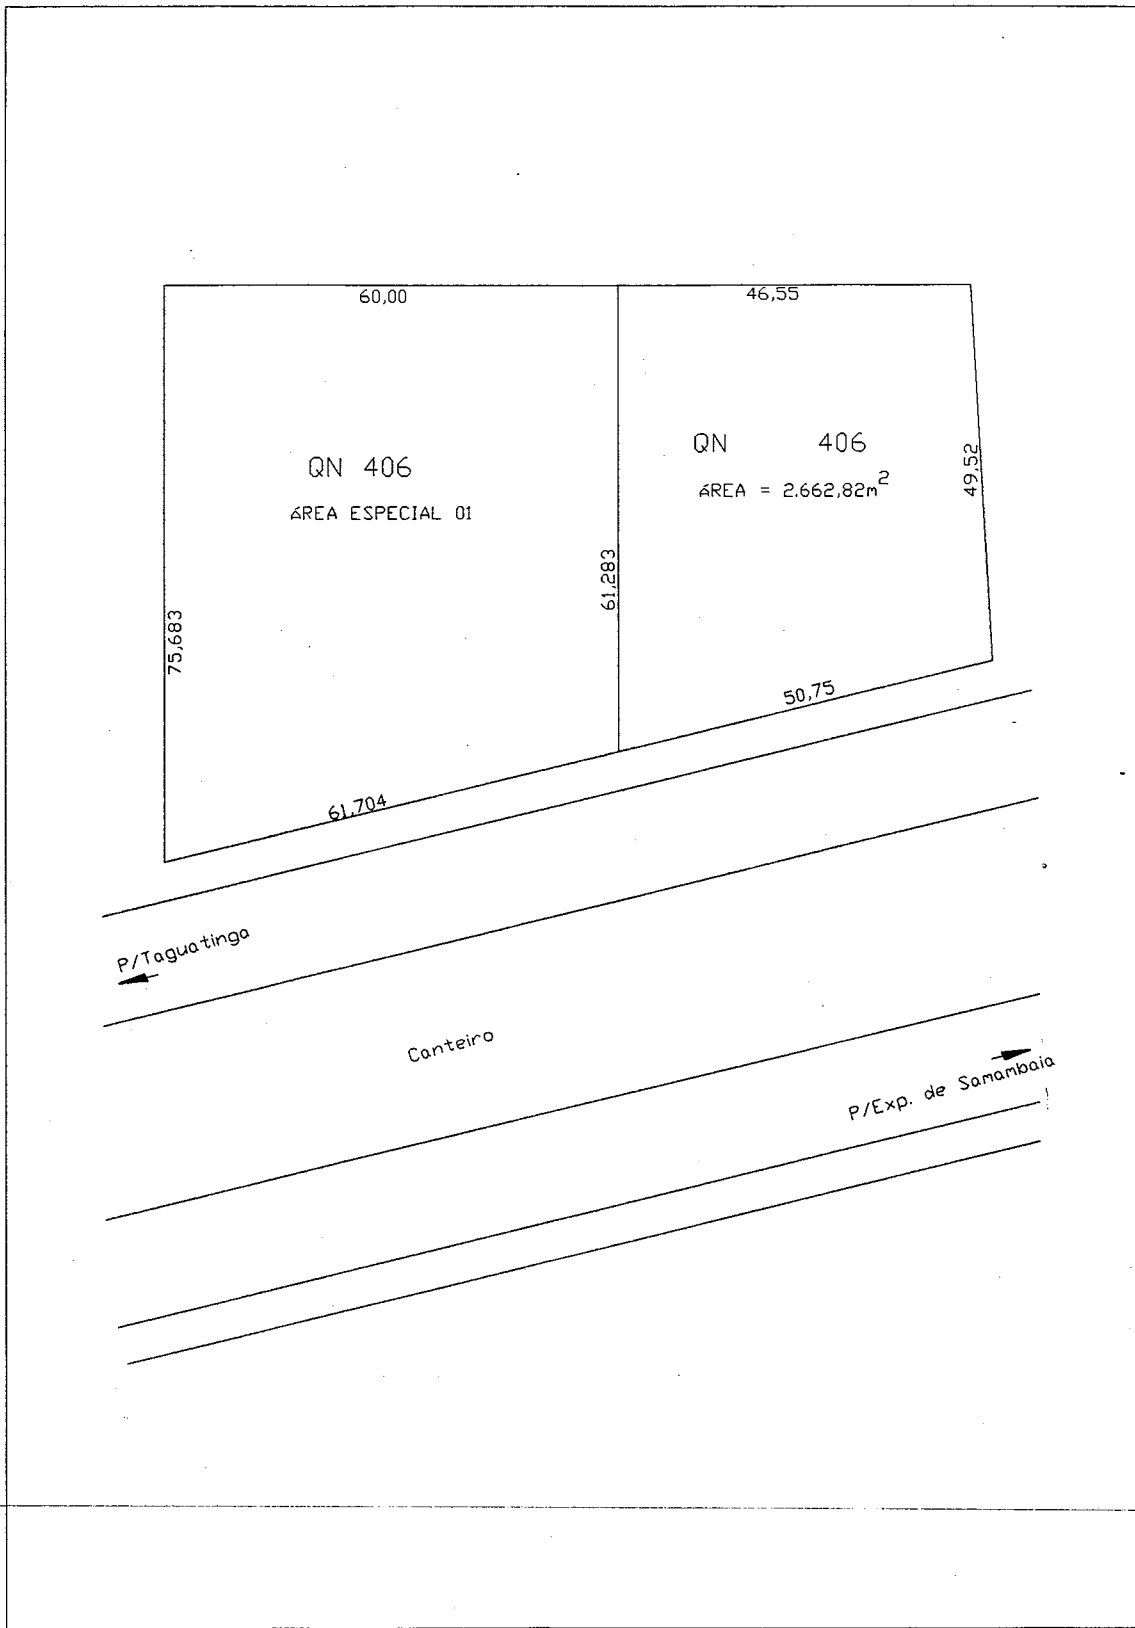 60,00
46,55
QN 406
ÁREA ESPECIAL 01
QN 406
ÁREA = 2.662,82m²
49,52
61,283
75,683
50,75
61,704
P/Taguatinga
Canteiro
P/Exp. de Samambaia